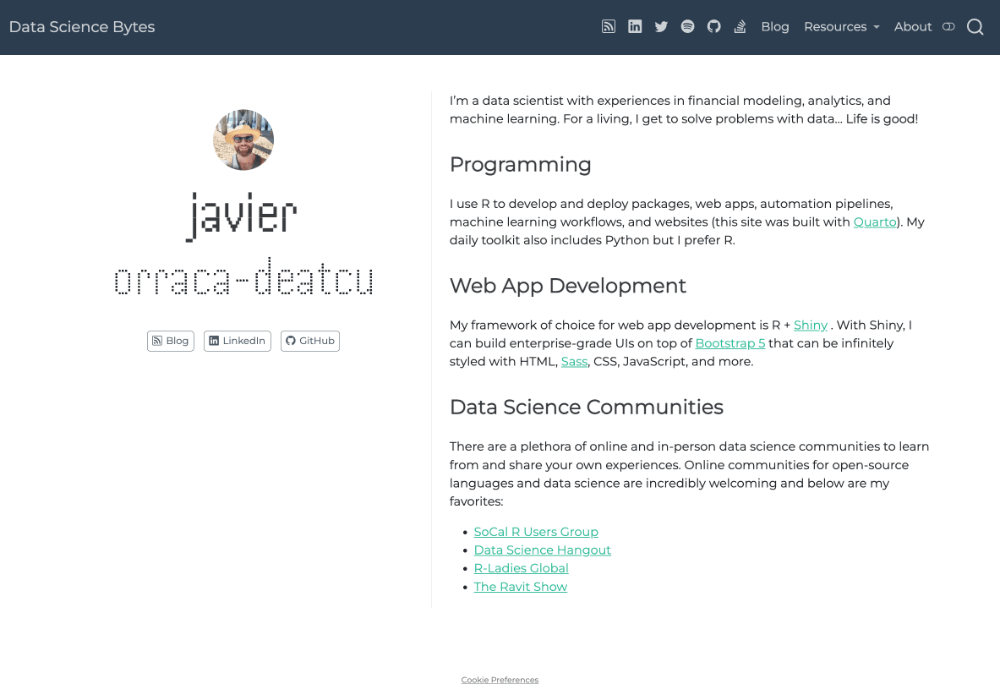 Data Science Bytes
Blog Resources About
javier
orraca-deatcu
Blog LinkedIn GitHub
I'm a data scientist with experiences in financial modeling, analytics, and
machine learning. For a living, I get to solve problems with data... Life is good!
Programming
I use R to develop and deploy packages, web apps, automation pipelines,
machine learning workflows, and websites (this site was built with Quarto). My
daily toolkit also includes Python but I prefer R.
Web App Development
My framework of choice for web app development is R + Shiny . With Shiny, I
can build enterprise-grade UIs on top of Bootstrap 5 that can be infinitely
styled with HTML, Sass, CSS, JavaScript, and more.
Data Science Communities
There are a plethora of online and in-person data science communities to learn
from and share your own experiences. Online communities for open-source
languages and data science are incredibly welcoming and below are my
favorites:
• SoCal R Users Group
• Data Science Hangout
• R-Ladies Global
• The Ravit Show
Cookie Preferences